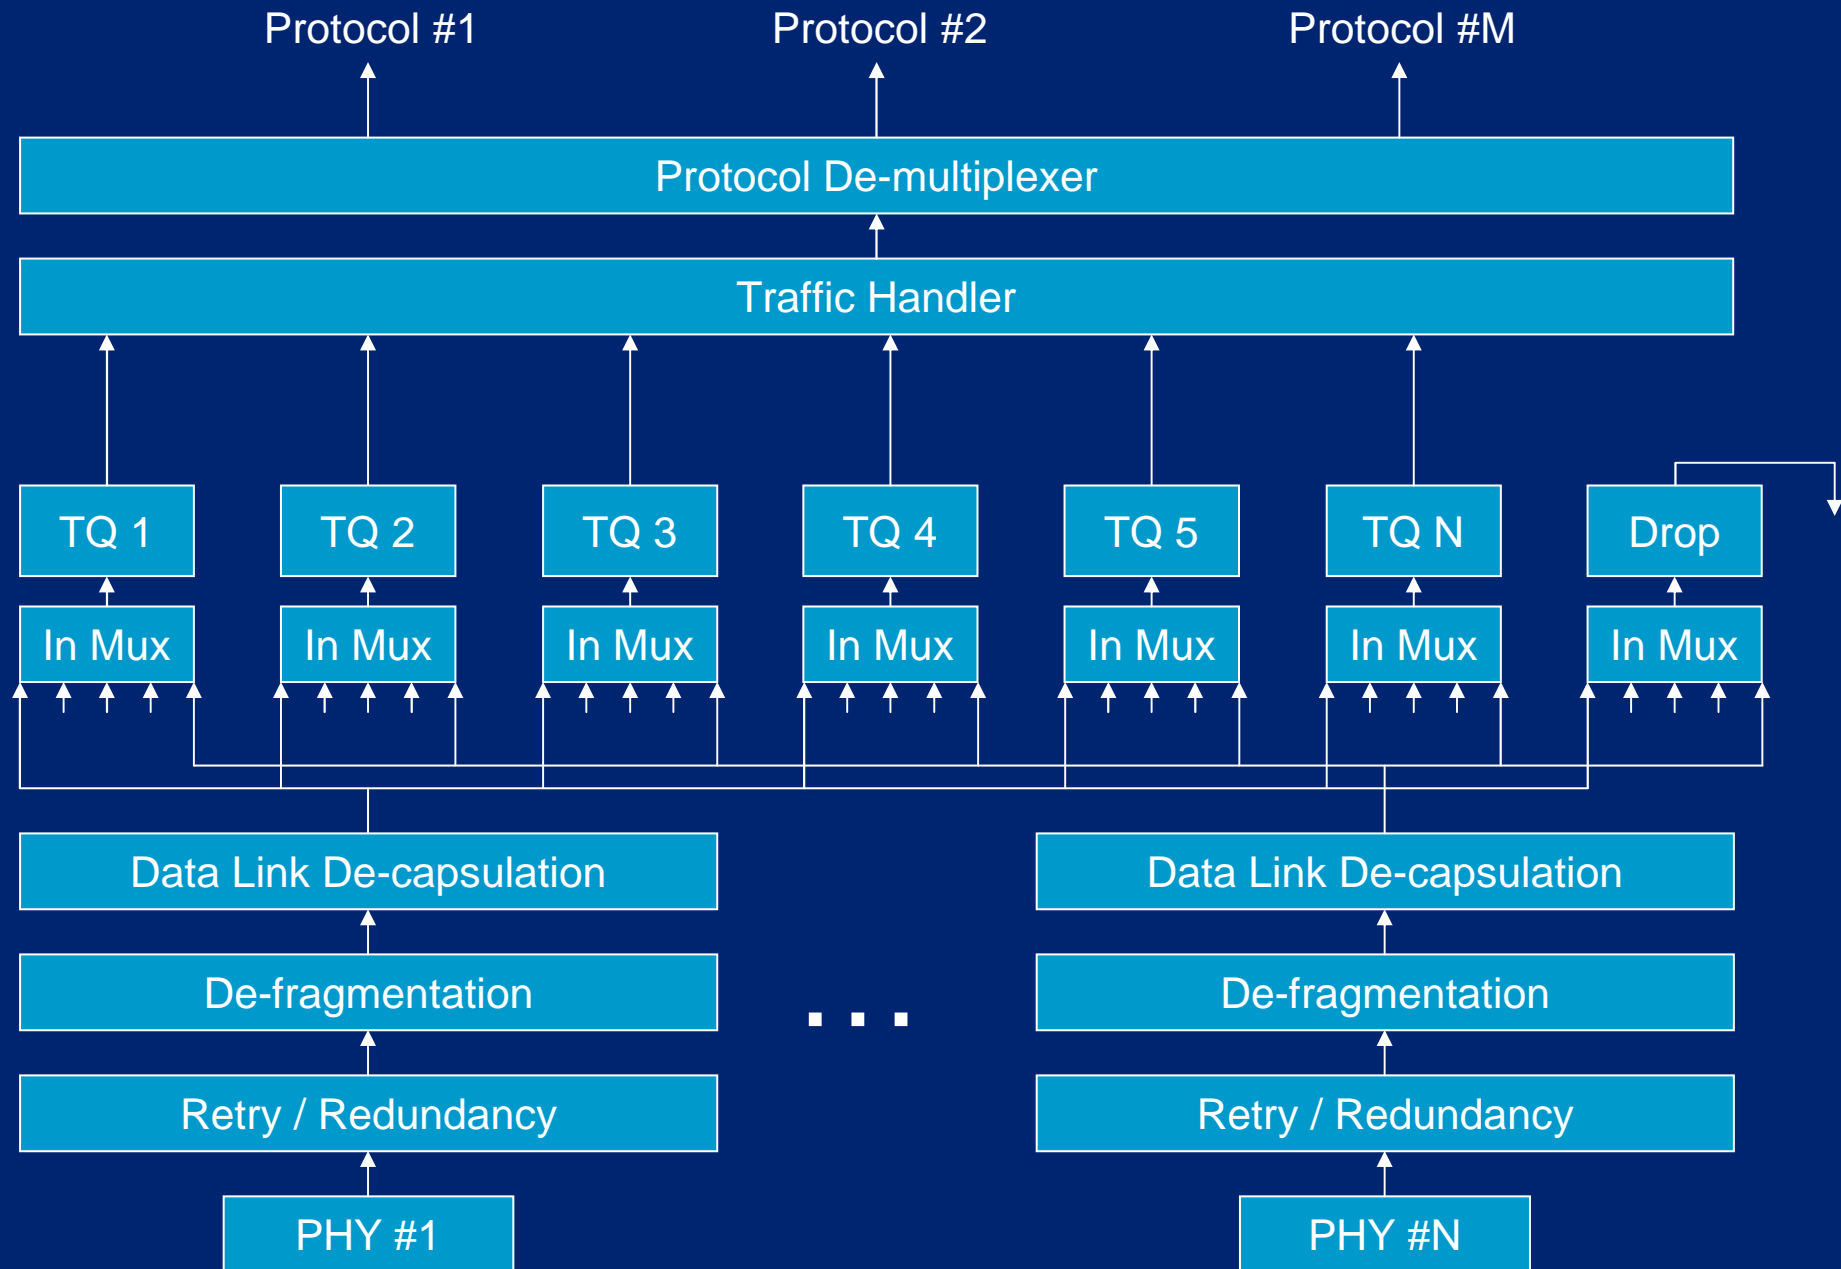 Protocol #1
Protocol #2
Protocol #M
Protocol De-multiplexer
Traffic Handler
TQ 1
TQ 2
TQ 3
TQ 4
TQ 5
TQ N
Drop
In Mux
In Mux
In Mux
In Mux
In Mux
In Mux
In Mux
Data Link De-capsulation
Data Link De-capsulation
De-fragmentation
...
De-fragmentation
Retry / Redundancy
Retry / Redundancy
PHY #1
PHY #N